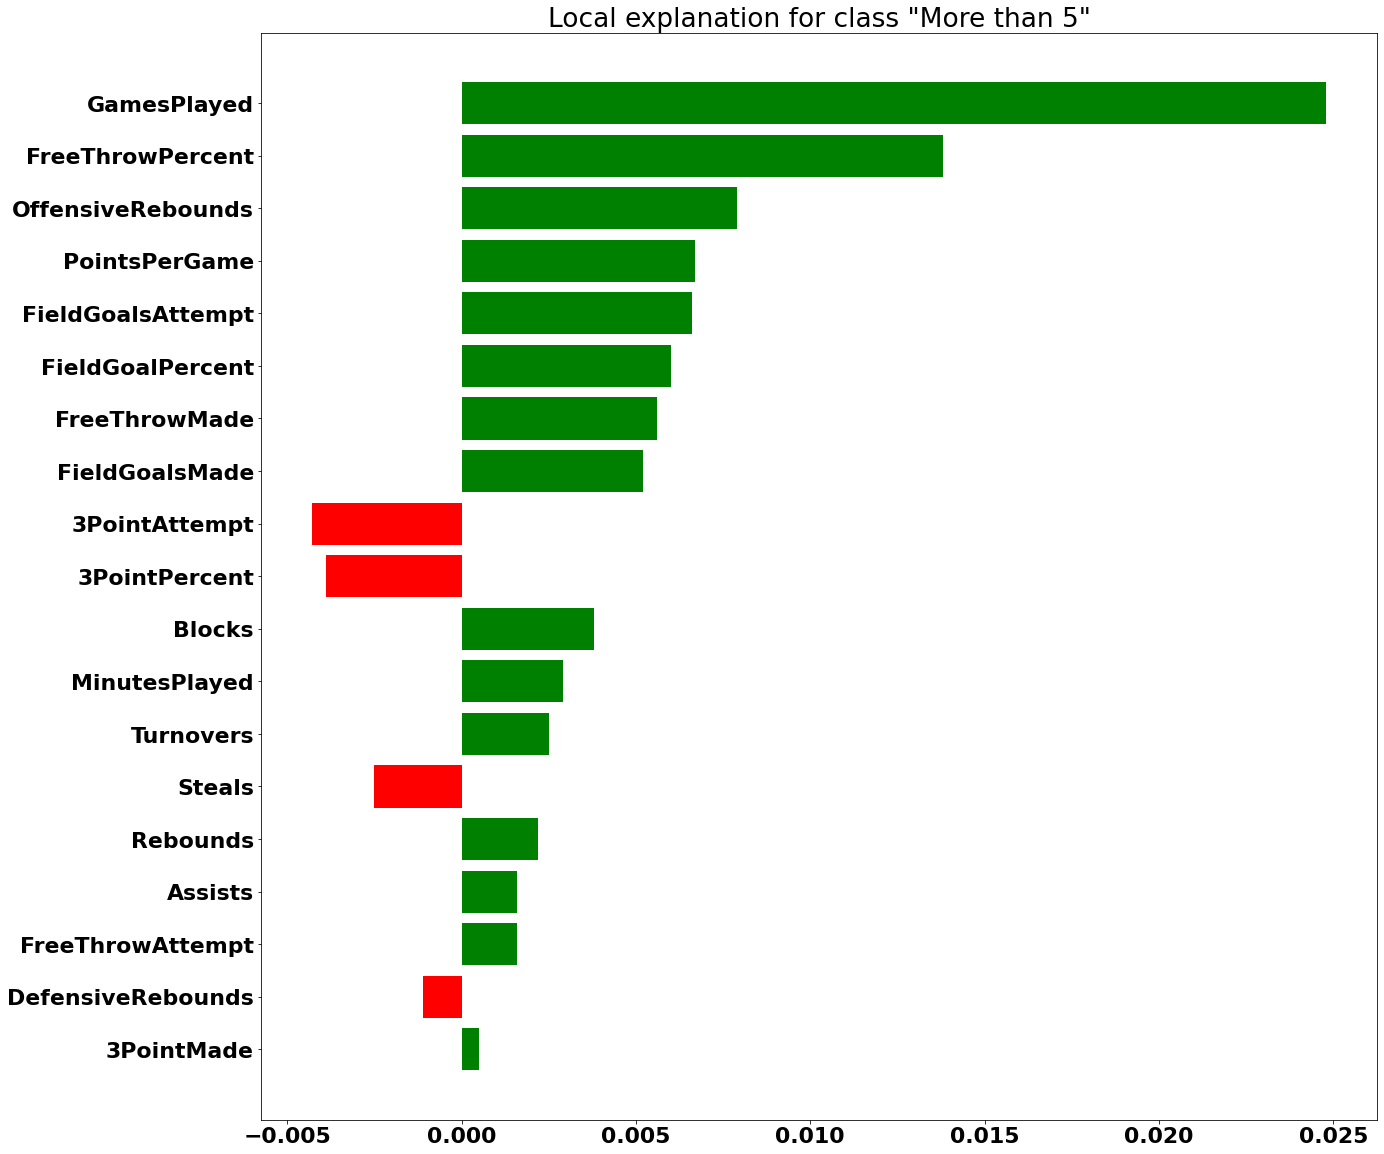 Local explanation for class "More than 5"
GamesPlayed
FreeThrowPercent
OffensiveRebounds
PointsPerGame
FieldGoalsAttempt
FieldGoalPercent
FreeThrowMade
FieldGoalsMade
3PointAttempt
3PointPercent
Blocks
MinutesPlayed
Turnovers
Steals
Rebounds
Assists
FreeThrowAttempt
DefensiveRebounds
3PointMade
−0.005 0.000 0.005 0.010 0.015 0.020 0.025